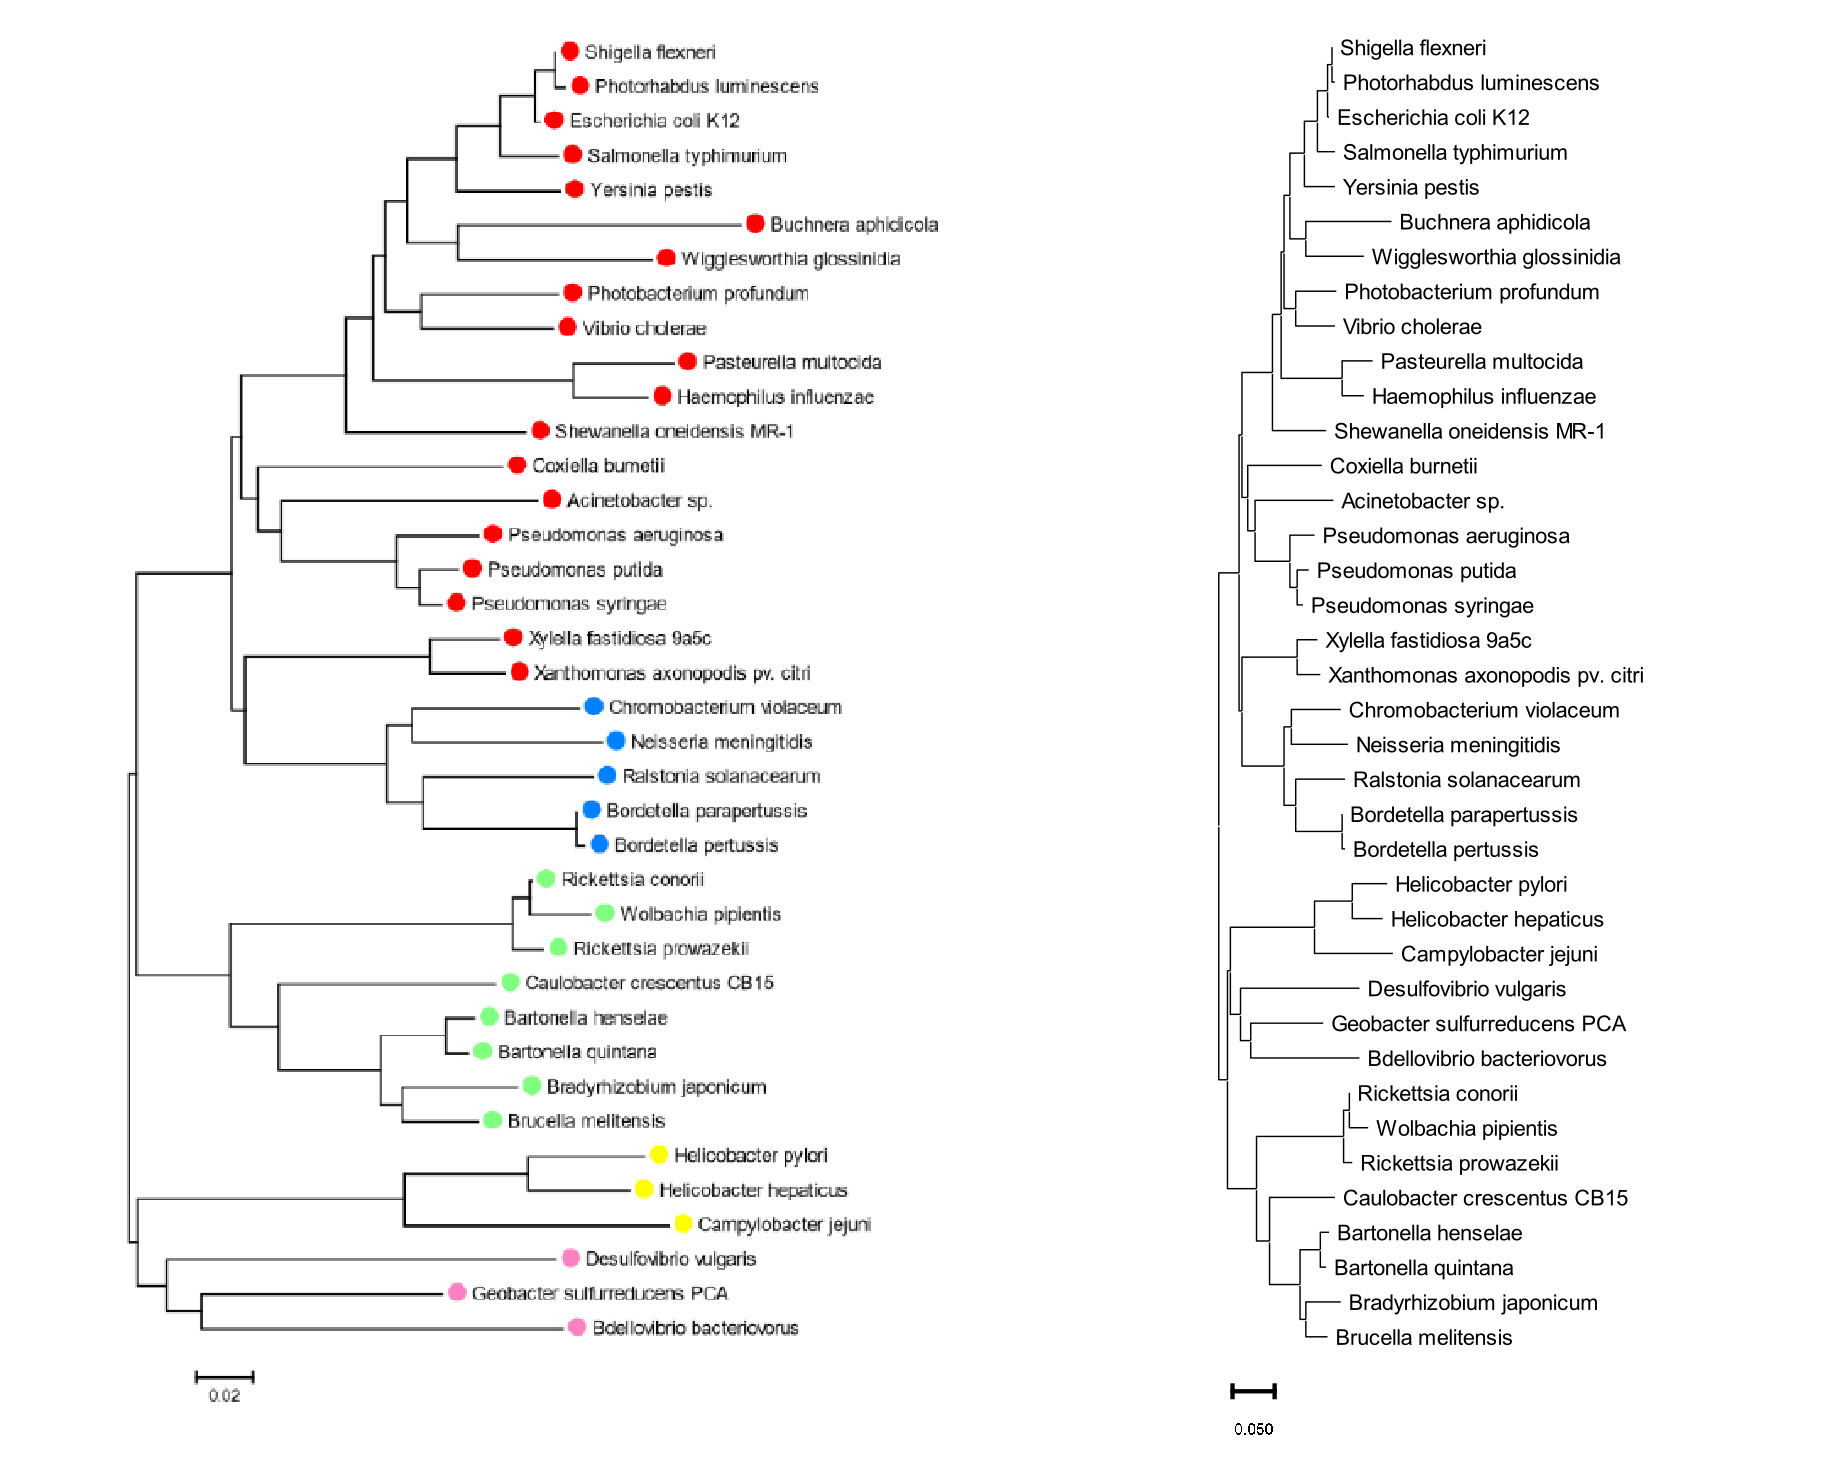 Shigella flexneri
Photorhabdus luminescens
Escherichia coli K12
Salmonella typhimurium
Yersinia pestis
Buchnera aphidicola
Wigglesworthia glossinidia
Photobacterium profundum
Vibrio cholerae
Pasteurella multocida
Haemophilus influenzae
Shewanella oneidensis MR-1
Coxiella burnetii
Acinetobacter sp.
Pseudomonas aeruginosa
Pseudomonas putida
Pseudomonas syringae
Xylella fastidiosa 9a5c
Xanthomonas axonopodis pv. citri
Chromobacterium violaceum
Neisseria meningitidis
Ralstonia solanacearum
Bordetella parapertussis
Bordetella pertussis
Rickettsia conorii
Wolbachia pipientis
Rickettsia prowazekii
Caulobacter crescentus CB15
Bartonella henselae
Bartonella quintana
Bradyrhizobium japonicum
Brucella melitensis
Helicobacter pylori
Helicobacter hepaticus
Campylobacter jejuni
Desulfovibrio vulgaris
Geobacter sulfurreducens PCA
Bdellovibrio bacteriovorus
0.02
Shigella flexneri
Photorhabdus luminescens
Escherichia coli K12
Salmonella typhimurium
Yersinia pestis
Buchnera aphidicola
Wigglesworthia glossinidia
Photobacterium profundum
Vibrio cholerae
Pasteurella multocida
Haemophilus influenzae
Shewanella oneidensis MR-1
Coxiella burnetii
Acinetobacter sp.
Pseudomonas aeruginosa
Pseudomonas putida
Pseudomonas syringae
Xylella fastidiosa 9a5c
Xanthomonas axonopodis pv. citri
Chromobacterium violaceum
Neisseria meningitidis
Ralstonia solanacearum
Bordetella parapertussis
Bordetella pertussis
Helicobacter pylori
Helicobacter hepaticus
Campylobacter jejuni
Desulfovibrio vulgaris
Geobacter sulfurreducens PCA
Bdellovibrio bacteriovorus
Rickettsia conorii
Wolbachia pipientis
Rickettsia prowazekii
Caulobacter crescentus CB15
Bartonella henselae
Bartonella quintana
Bradyrhizobium japonicum
Brucella melitensis
0.050